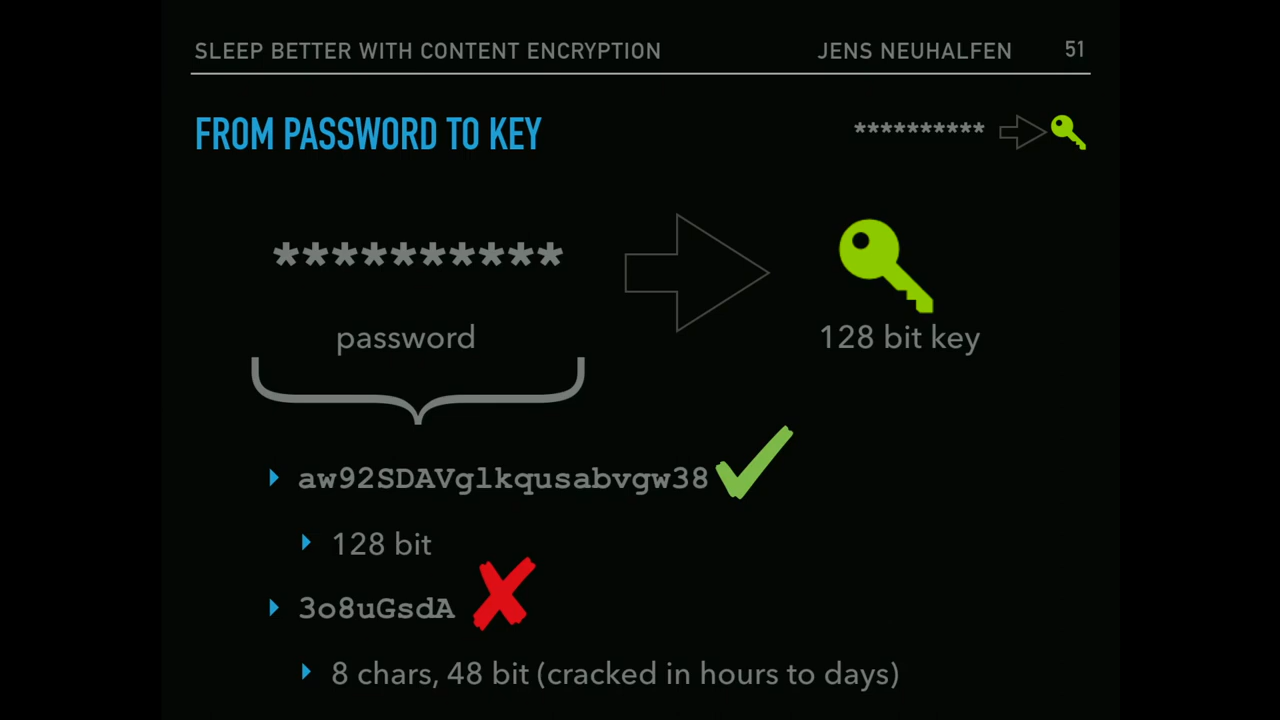 SLEEP BETTER WITH CONTENT ENCRYPTION JENS NEUHALFEN 51
FROM PASSWORD TO KEY **********
**********
password 128 bit key
aw92SDAVglkqusabvgw38
128 bit
3o8uGsdA
8 chars, 48 bit (cracked in hours to days)